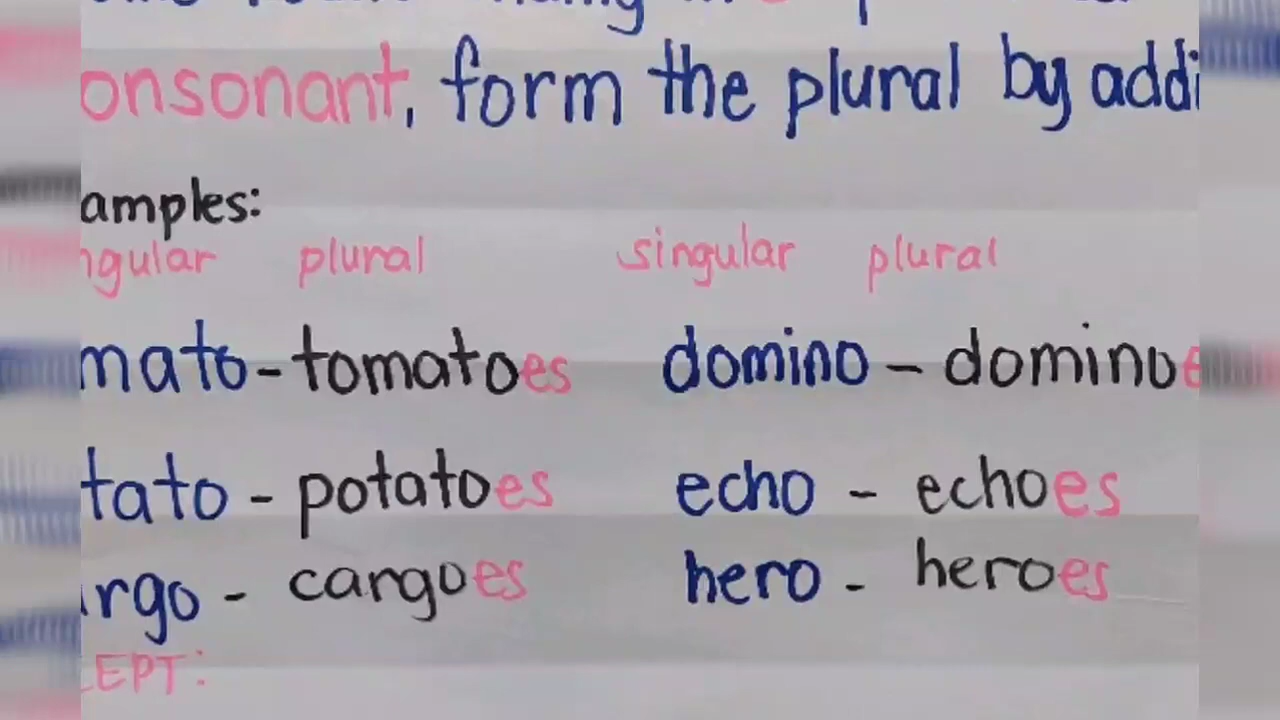 onsonant, form the plural by addi
amples:
ngular plural singular plural
mato - tomatoes domino - dominoe
tato - potatoes echo - echoes
rgo - cargoes hero - heroes
EPT: